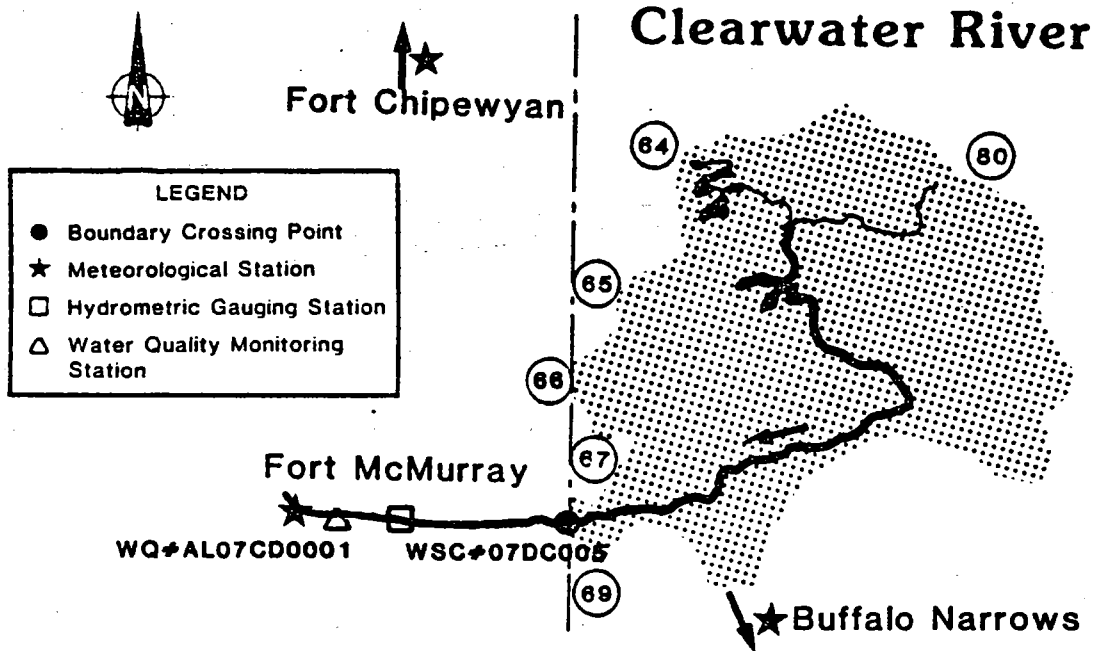 Clearwater River
N
Fort Chipewyan
64
80
LEGEND
Boundary Crossing Point
Meteorological Station
Hydrometric Gauging Station
Water Quality Monitoring
Station
65
66
67
Fort McMurray
WQ#AL07CD0001
WSC#07DC005
69
Buffalo Narrows